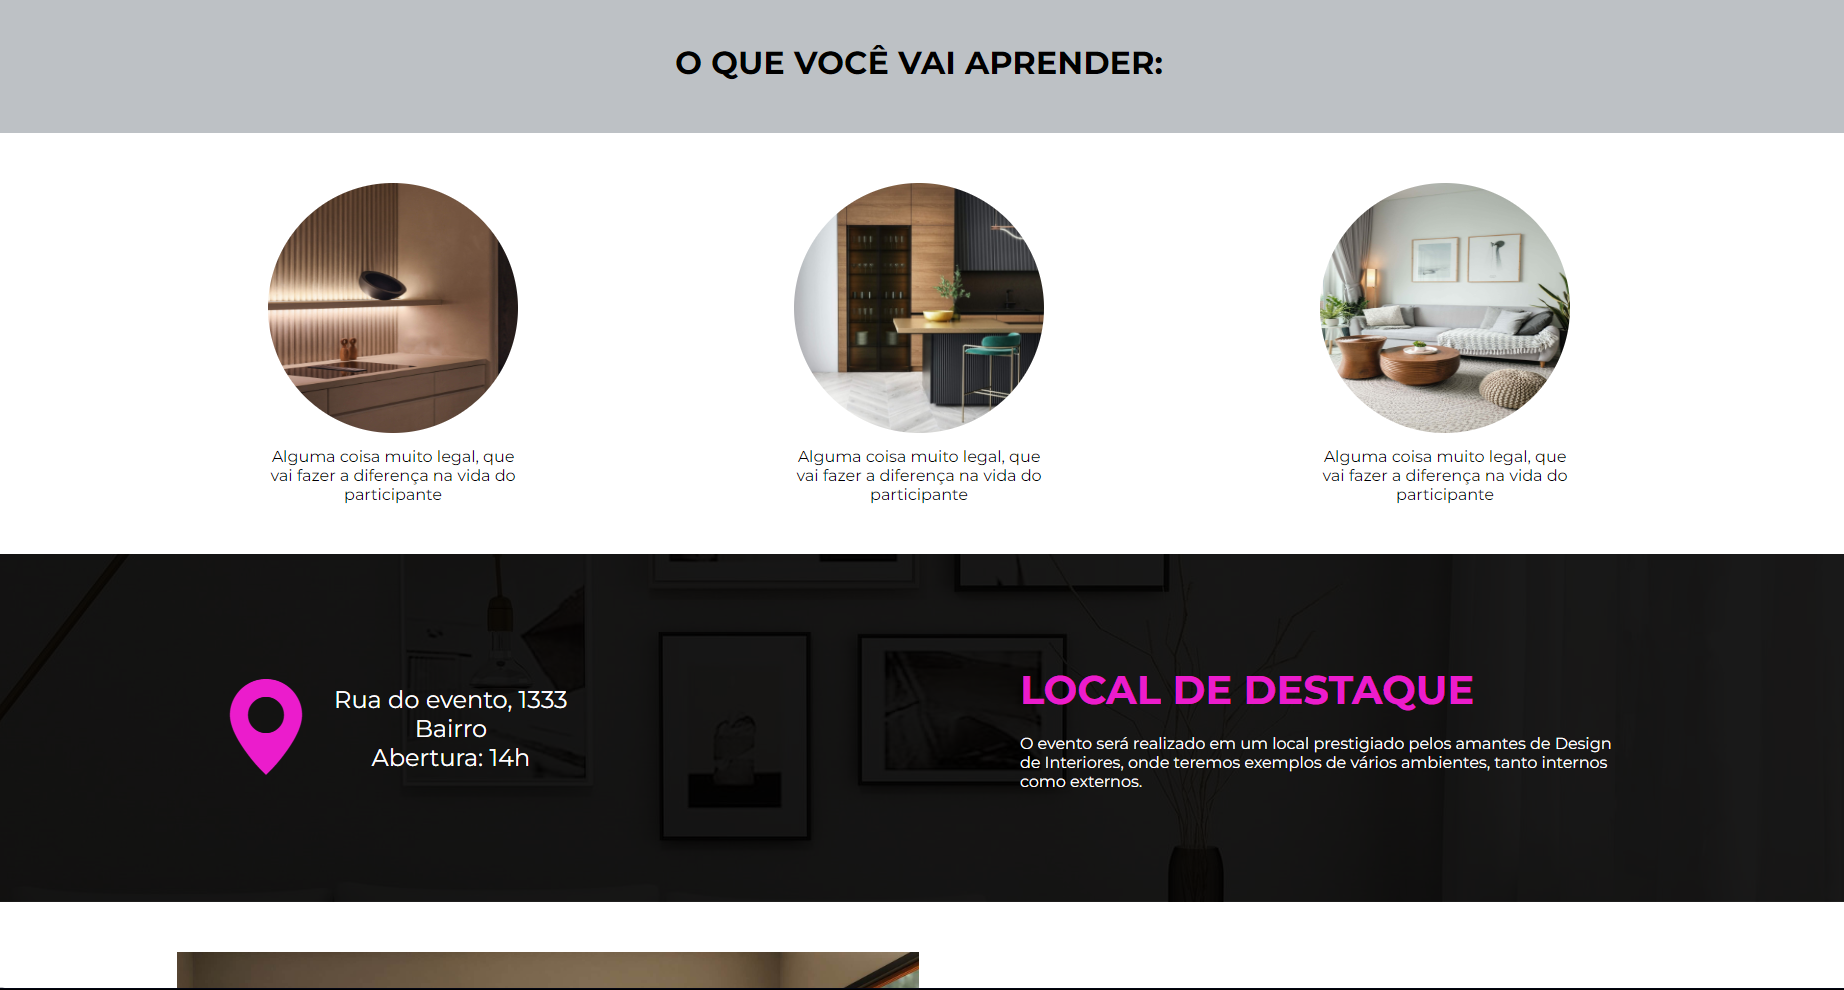 O QUE VOCÊ VAI APRENDER:
Alguma coisa muito legal, que
vai fazer a diferença na vida do
participante
Alguma coisa muito legal, que
vai fazer a diferença na vida do
participante
Alguma coisa muito legal, que
vai fazer a diferença na vida do
participante
Rua do evento, 1333
Bairro
Abertura: 14h
LOCAL DE DESTAQUE
O evento será realizado em um local prestigiado pelos amantes de Design
de Interiores, onde teremos exemplos de vários ambientes, tanto internos
como externos.